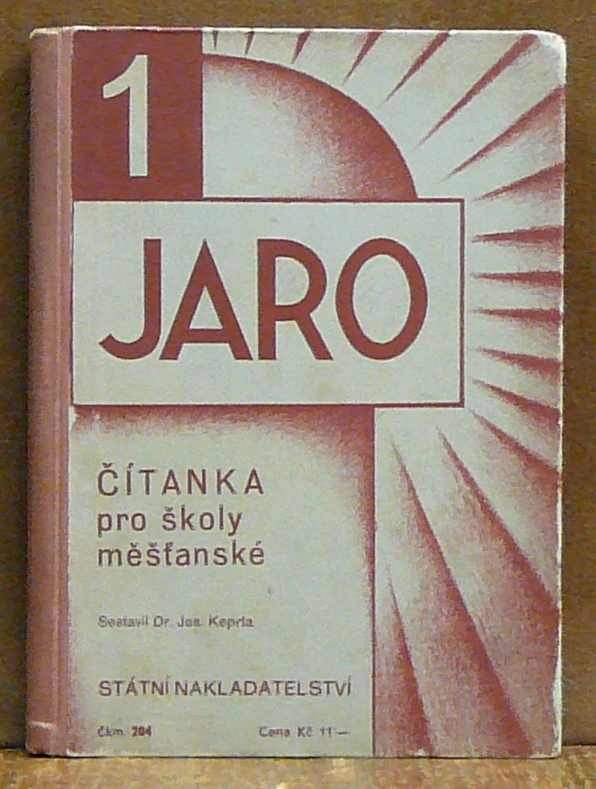 1
JARO
ČÍTANKA
pro školy
měšťanské
Sestavil Dr. Jos. Keprta
STÁTNÍ NAKLADATELSTVÍ
čkm. 204
Cena Kč 11·—